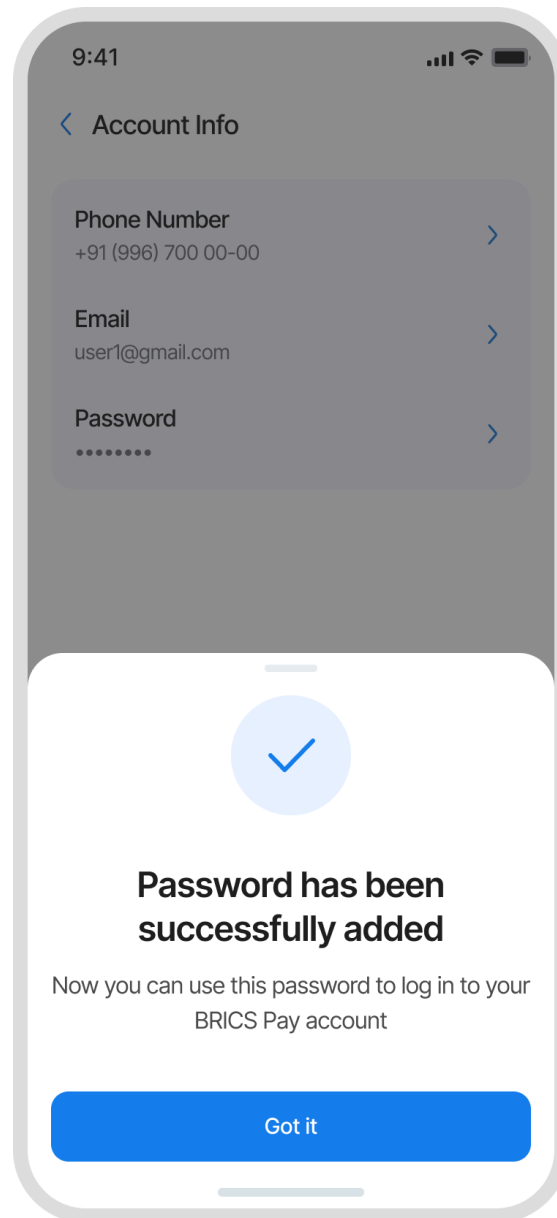 9:41
Account Info
Phone Number
+91 (996) 700 00-00
Email
user1@gmail.com
Password
••••••••
Password has been
successfully added
Now you can use this password to log in to your
BRICS Pay account
Got it